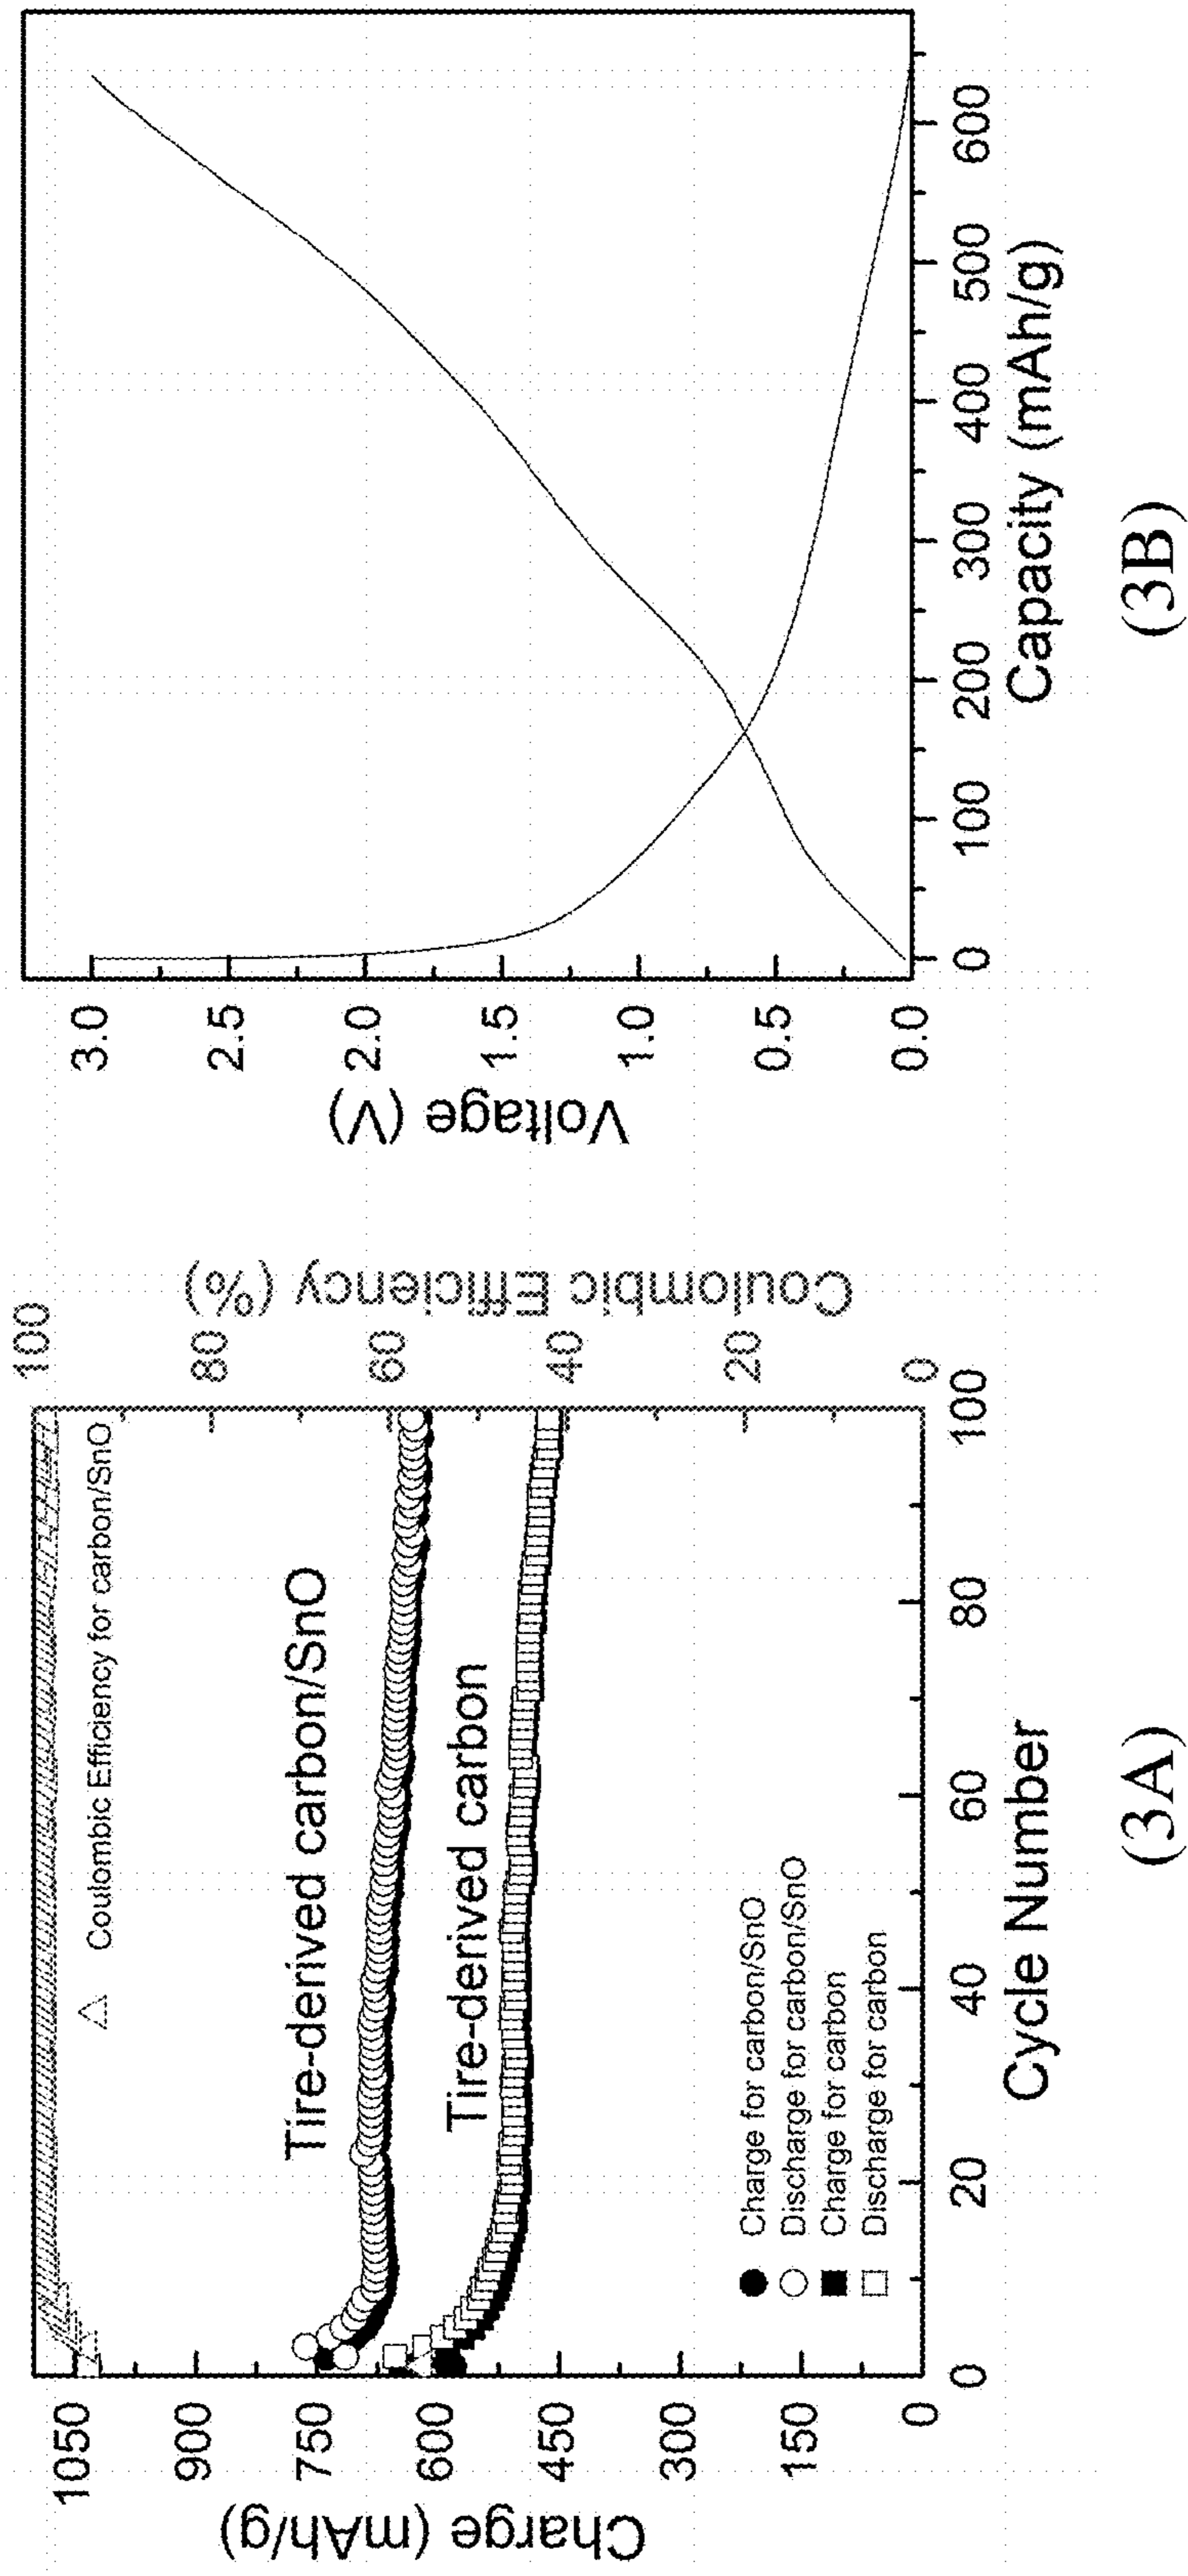 1050
900
750
600
450
300
150
0
Charge (mAh/g)
100
80
60
40
20
0
Coulombic Efficiency (%)
Coulombic Efficiency for carbon/SnO
Tire-derived carbon/SnO
Tire-derived carbon
Charge for carbon/SnO
Discharge for carbon/SnO
Charge for carbon
Discharge for carbon
0 20 40 60 80 100
Cycle Number
(3A)
3.0
2.5
2.0
1.5
1.0
0.5
0.0
Voltage (V)
0 100 200 300 400 500 600
Capacity (mAh/g)
(3B)